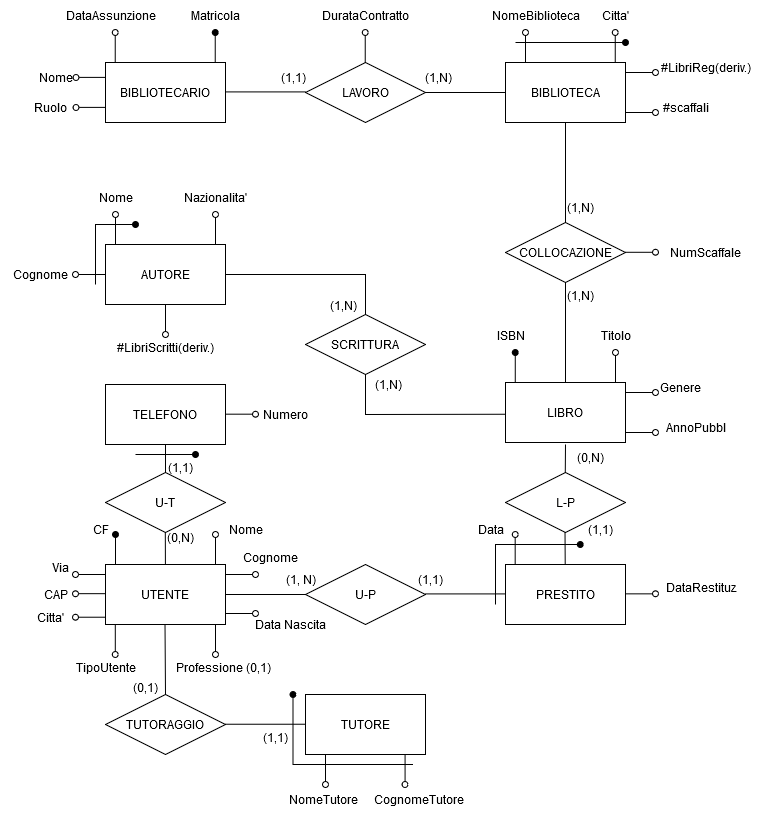 DataAssunzione
Matricola
DurataContratto
NomeBiblioteca
Citta'
Nome
Ruolo
BIBLIOTECARIO
(1,1)
LAVORO
(1,N)
BIBLIOTECA
#LibriReg(deriv.)
#scaffali
Nome
Nazionalita'
(1,N)
Cognome
AUTORE
COLLOCAZIONE
NumScaffale
(1,N)
(1,N)
#LibriScritti(deriv.)
SCRITTURA
(1,N)
ISBN
Titolo
TELEFONO
Numero
LIBRO
Genere
AnnoPubbl
(1,1)
(0,N)
U-T
L-P
(0,N)
(1,1)
CF
Nome
Data
Via
Cognome
CAP
UTENTE
(1, N)
U-P
(1,1)
PRESTITO
DataRestituz
Citta'
Data Nascita
TipoUtente
Professione (0,1)
(0,1)
TUTORAGGIO
(1,1)
TUTORE
NomeTutore
CognomeTutore